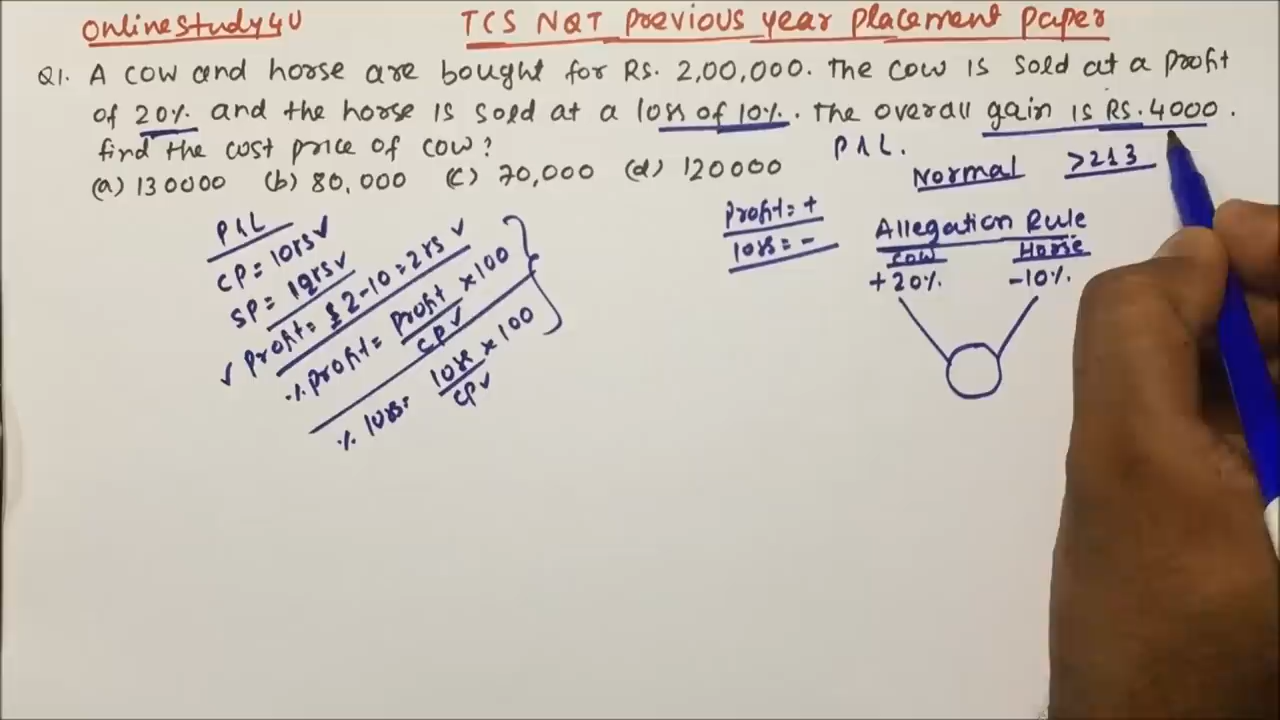 OnlineStudy4U
TCS NQT previous year placement paper
Q1. A cow and horse are bought for Rs. 2,00,000. The cow is sold at a profit
of 20% and the horse is sold at a loss of 10%. The overall gain is Rs. 4000.
find the cost price of cow?
(a) 130000 (b) 80,000 (c) 70,000 (d) 120000
P & L.
Normal >2&3
P&L
CP = 10rs ✓
SP = 12rs ✓
✓ Profit = 12-10 = 2rs ✓
% Profit = Profit/CP ✓ × 100
% loss = loss/CP ✓ × 100
Profit = +
loss = -
Allegation Rule
Cow Horse
+20% -10%